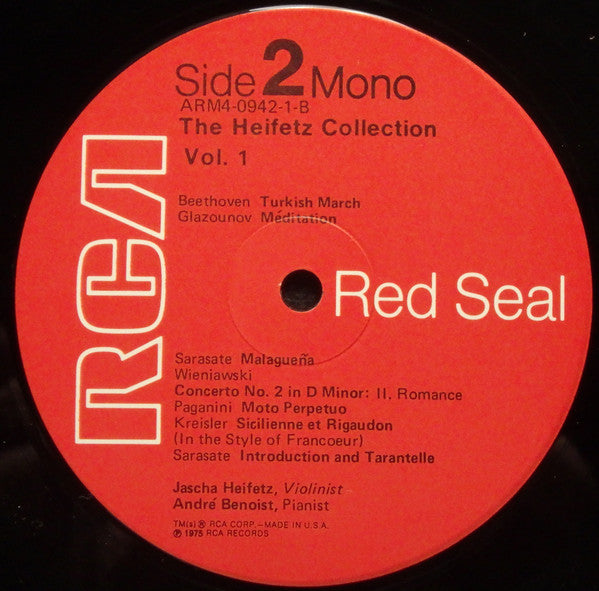 Side 2 Mono
ARM4-0942-1-B
The Heifetz Collection
Vol. 1
Beethoven Turkish March
Glazounov Méditation
RCA
Red Seal
Sarasate Malagueña
Wieniawski
Concerto No. 2 in D Minor: II. Romance
Paganini Moto Perpetuo
Kreisler Sicilienne et Rigaudon
(In the Style of Francoeur)
Sarasate Introduction and Tarantelle
Jascha Heifetz, Violinist
André Benoist, Pianist
TM(s) ® RCA CORP.—MADE IN U.S.A.
℗ 1975 RCA RECORDS